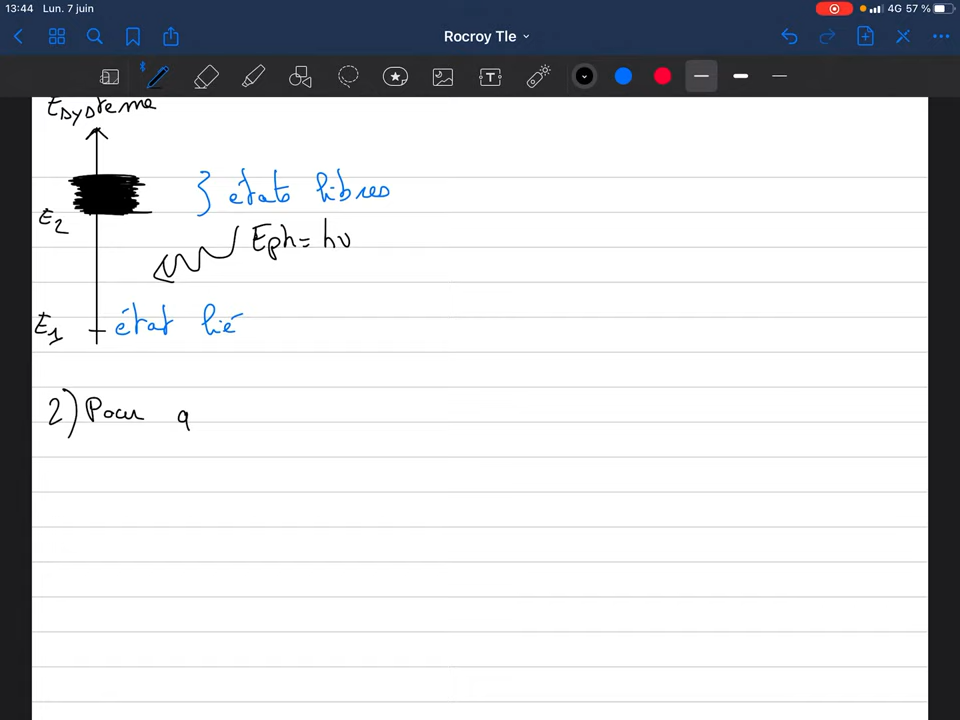 13:44 Lun. 7 juin
4G 57 %
Rocroy Tle
Esysteme
} états libres
E2
Eph = hν
E1 état lié
2) Pour q